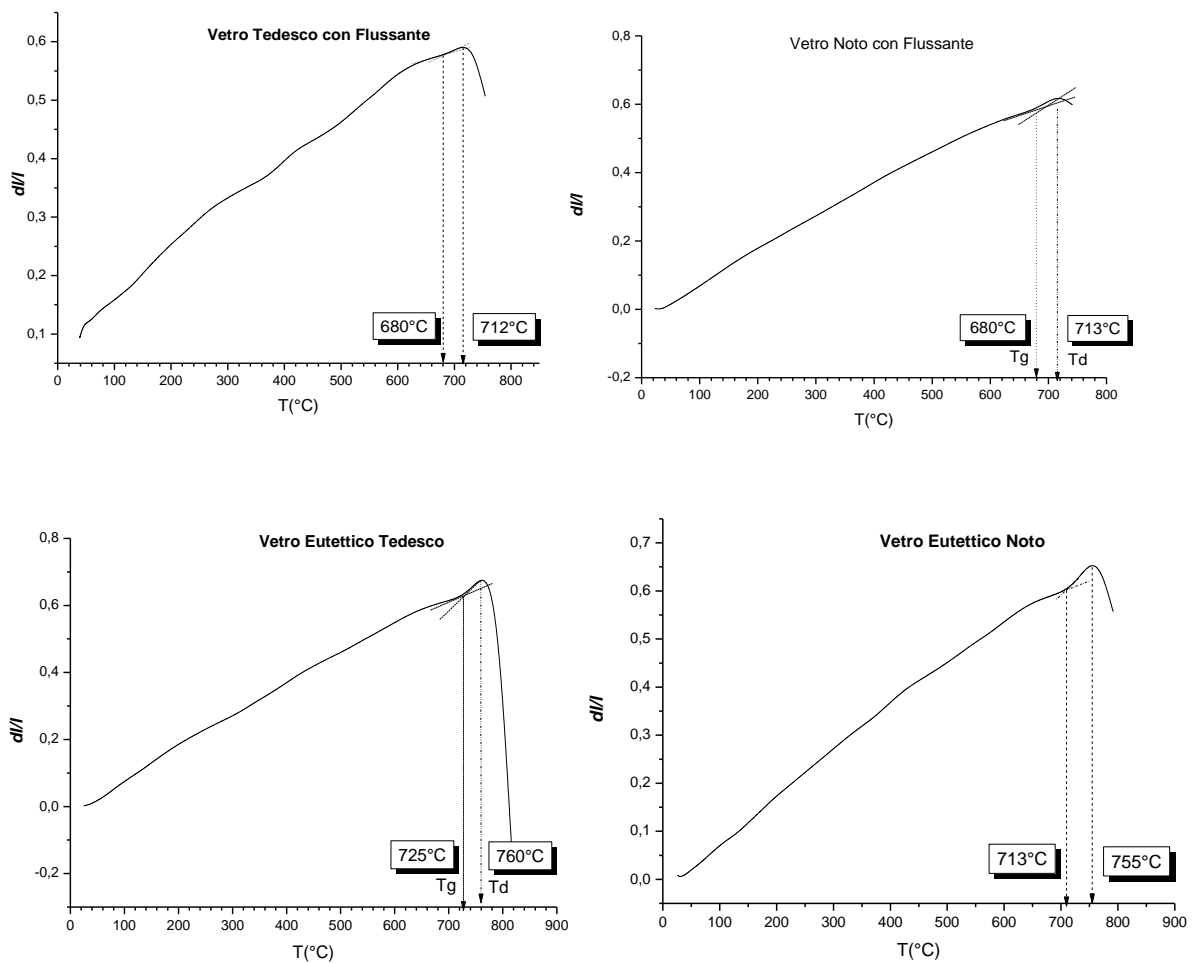 Vetro Tedesco con Flussante
0,6
0,5
0,4
0,3
0,2
0,1
dl/l
680°C
712°C
0 100 200 300 400 500 600 700 800
T(°C)
Vetro Noto con Flussante
0,8
0,6
0,4
0,2
0,0
-0,2
dl/l
680°C
713°C
Tg
Td
0 100 200 300 400 500 600 700 800
T(°C)
Vetro Eutettico Tedesco
0,8
0,6
0,4
0,2
0,0
-0,2
dl/l
725°C
760°C
Tg
Td
0 100 200 300 400 500 600 700 800 900
T(°C)
Vetro Eutettico Noto
0,7
0,6
0,5
0,4
0,3
0,2
0,1
0,0
dl/l
713°C
755°C
0 100 200 300 400 500 600 700 800 900
T(°C)